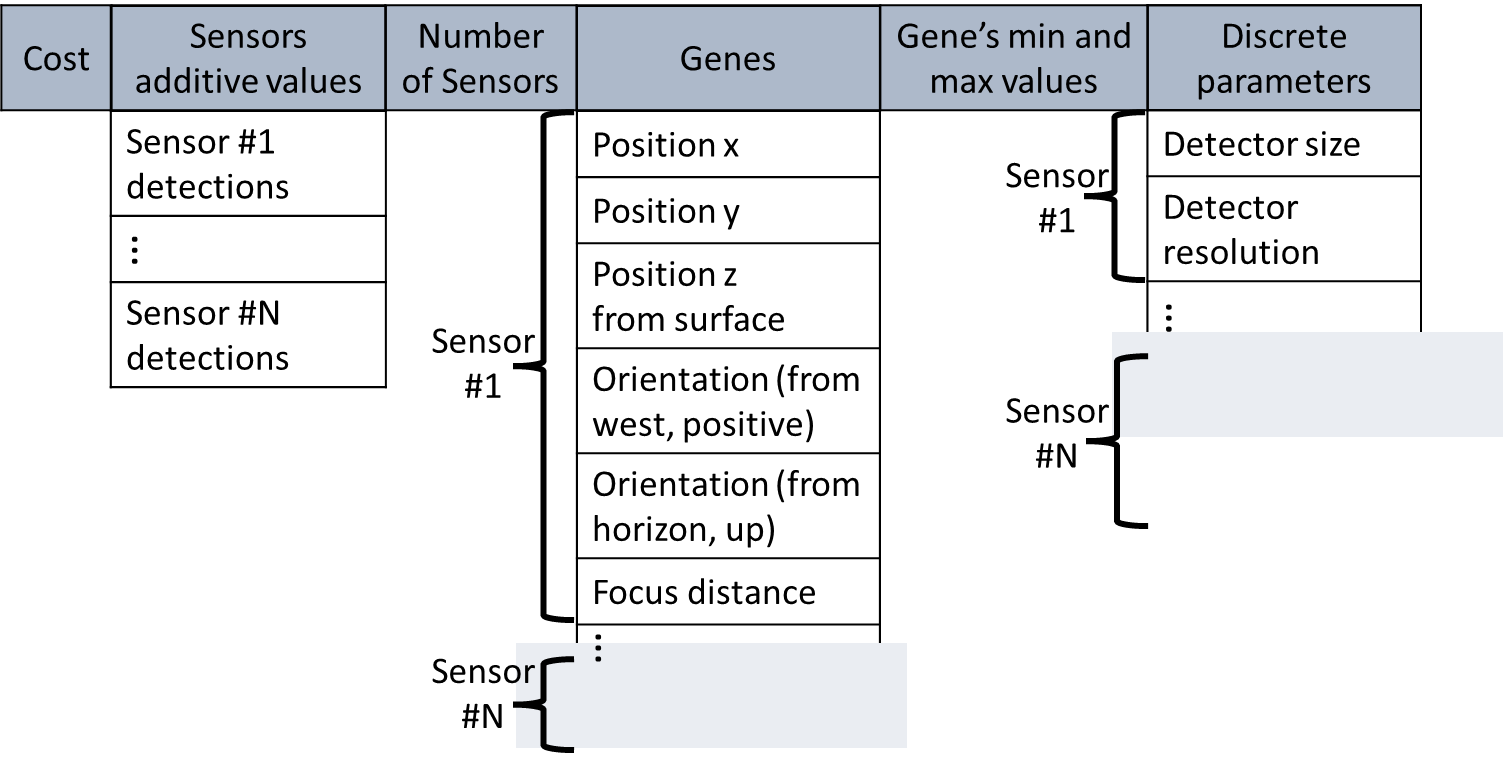 Cost
Sensors
additive values
Number
of Sensors
Genes
Gene's min and
max values
Discrete
parameters
Sensor #1
detections
⋮
Sensor #N
detections
Sensor
#1
Position x
Position y
Position z
from surface
Orientation (from
west, positive)
Orientation (from
horizon, up)
Focus distance
⋮
Sensor
#N
Sensor
#1
Detector size
Detector
resolution
⋮
Sensor
#N